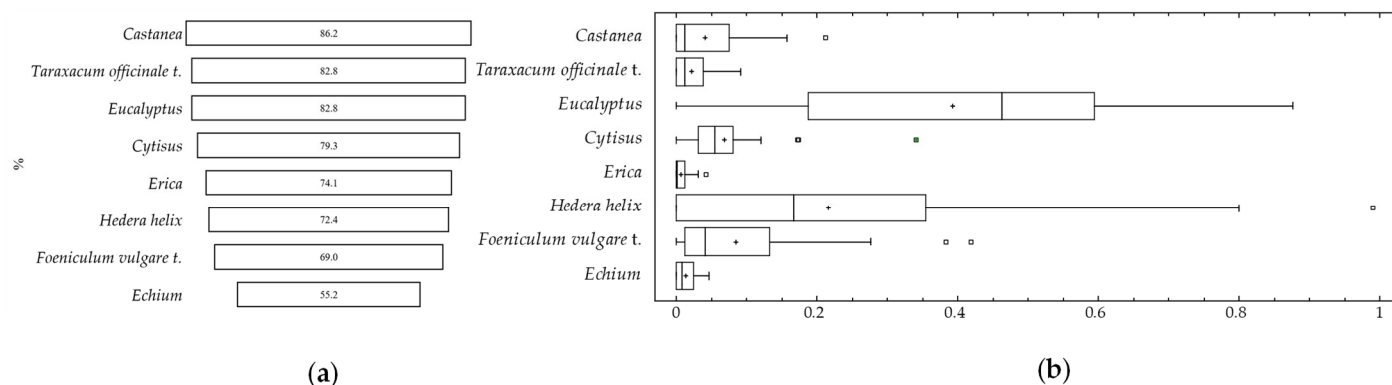 Castanea
86.2
Taraxacum officinale t.
82.8
Eucalyptus
82.8
Cytisus
79.3
%
Erica
74.1
Hedera helix
72.4
Foeniculum vulgare t.
69.0
Echium
55.2
(a)
Castanea
Taraxacum officinale t.
Eucalyptus
Cytisus
Erica
Hedera helix
Foeniculum vulgare t.
Echium
0 0.2 0.4 0.6 0.8 1
(b)